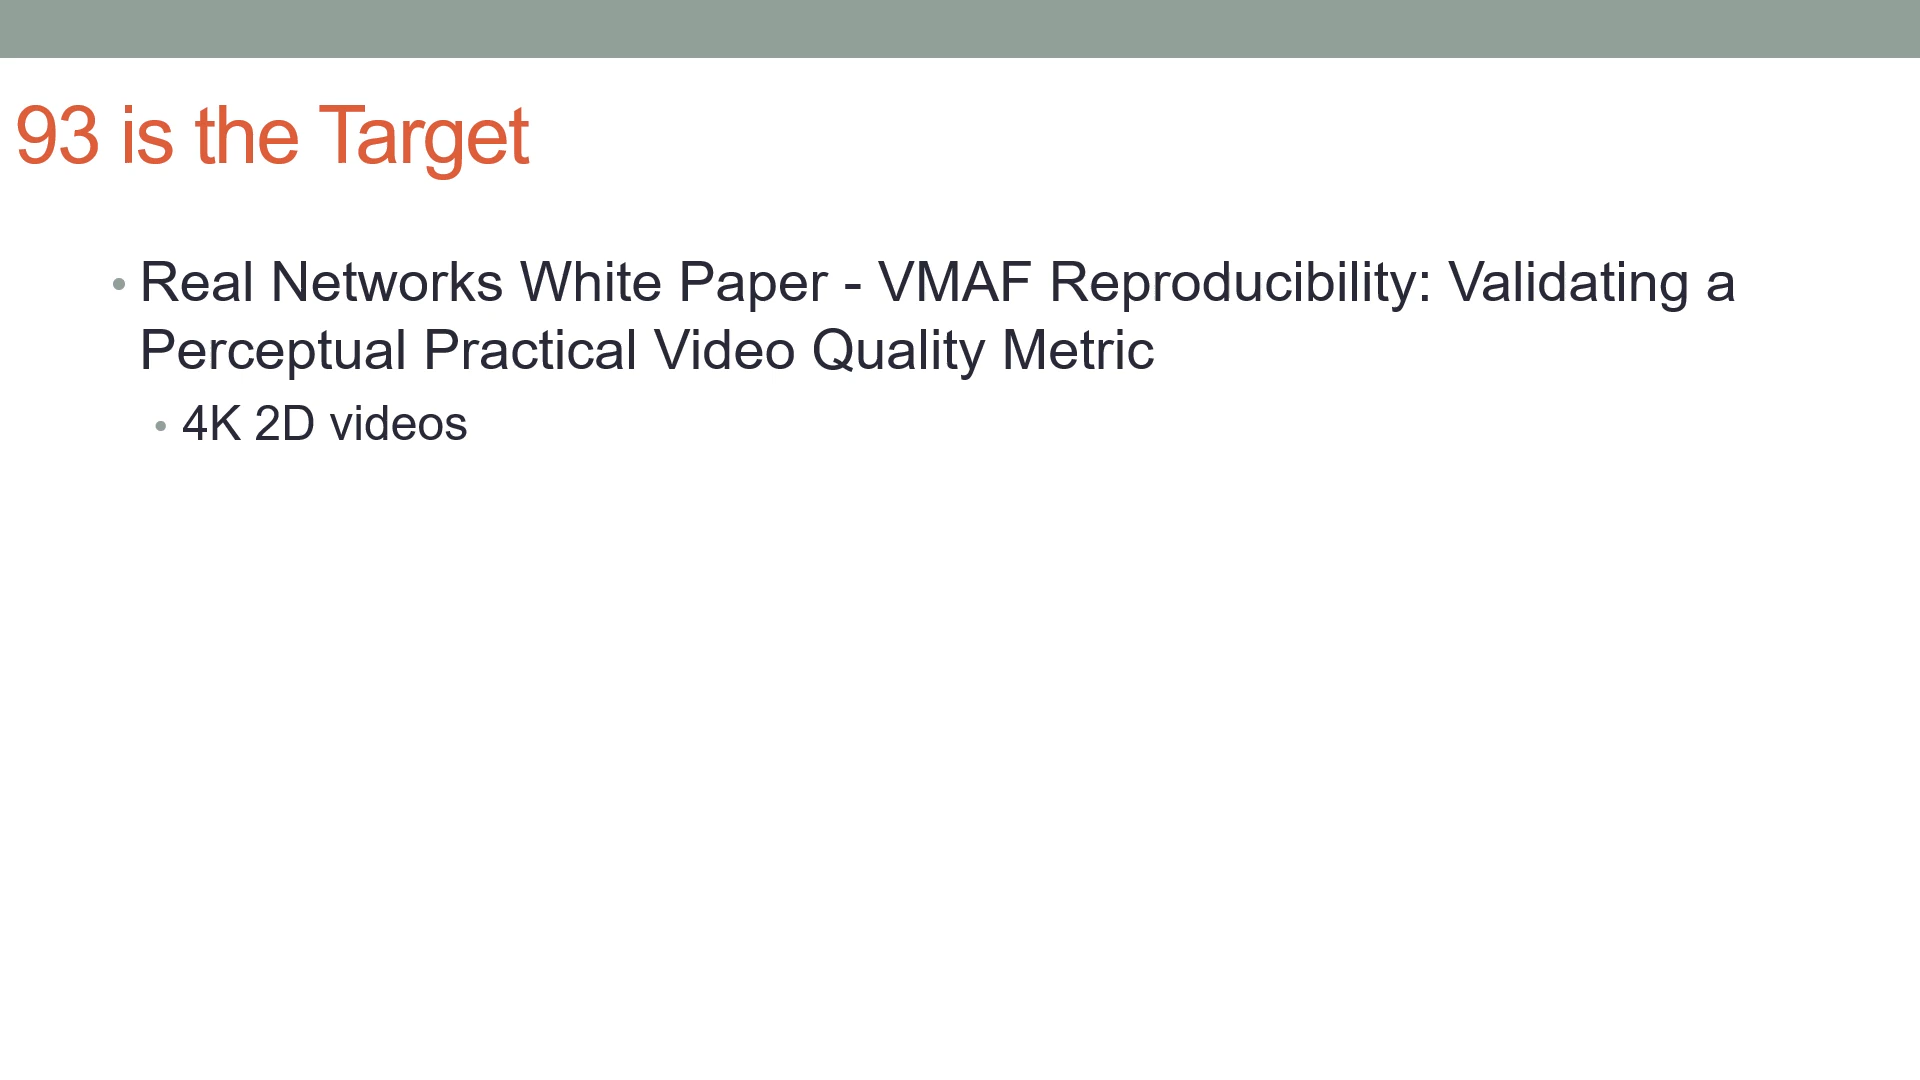 93 is the Target
• Real Networks White Paper - VMAF Reproducibility: Validating a
Perceptual Practical Video Quality Metric
• 4K 2D videos